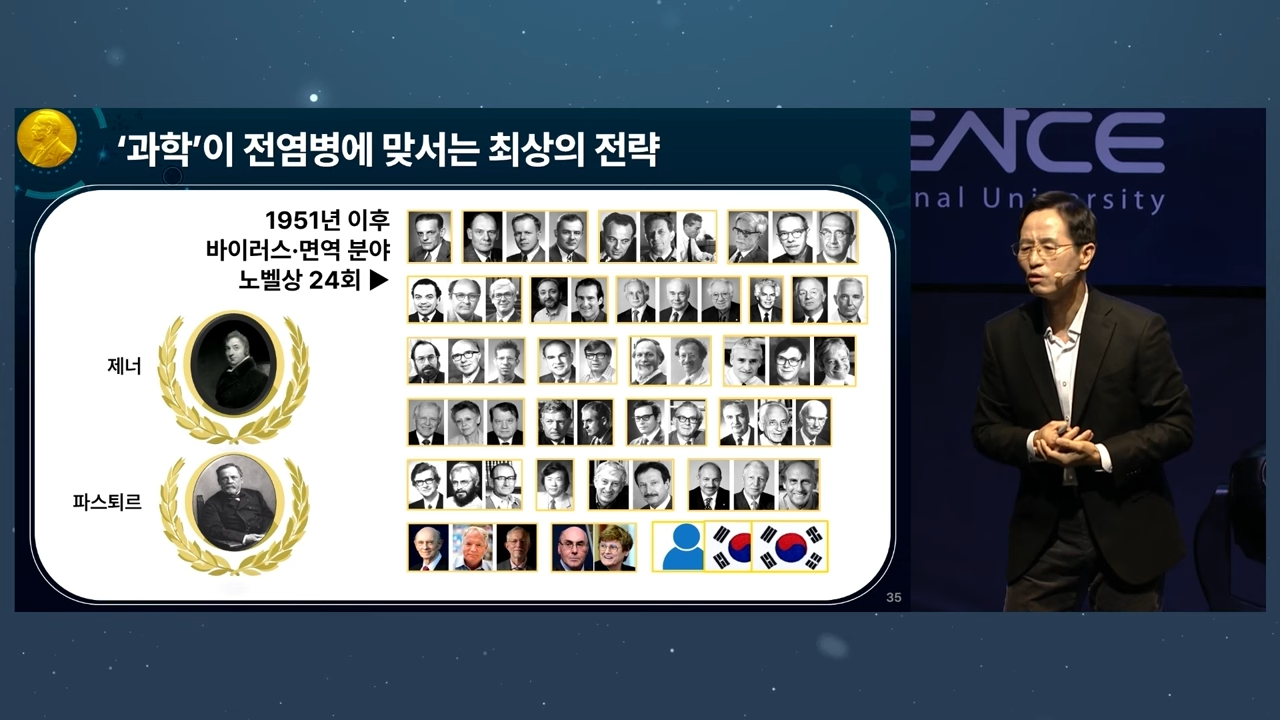 ‘과학’이 전염병에 맞서는 최상의 전략
1951년 이후
바이러스·면역 분야
노벨상 24회 ▶
제너
파스퇴르
35
ENCE
nal University